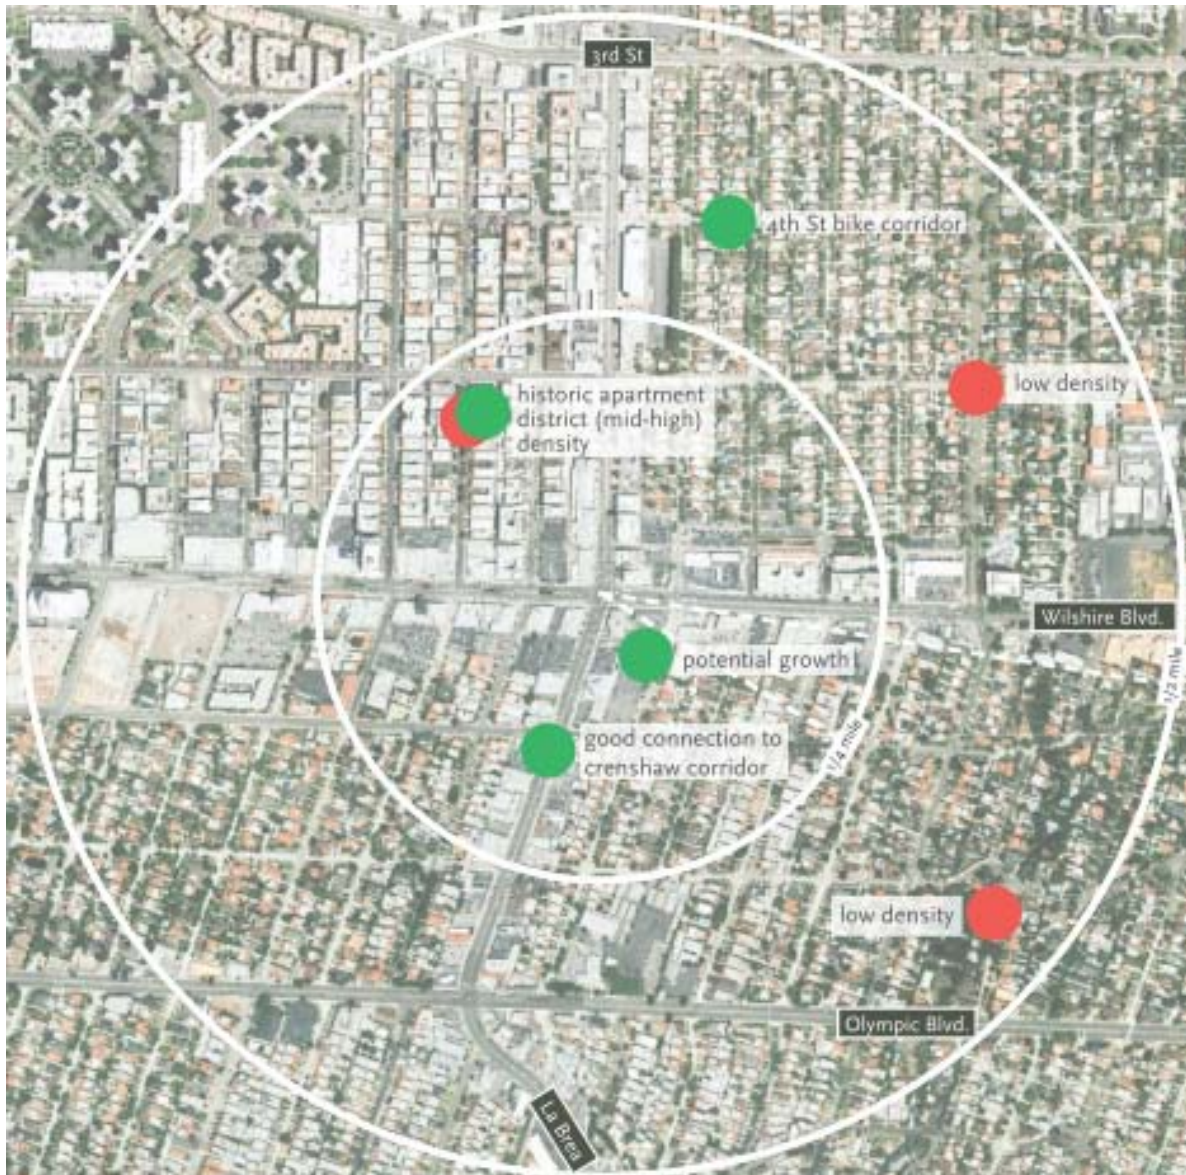 3rd St
4th St bike corridor
low density
historic apartment
district (mid-high)
density
Wilshire Blvd.
potential growth
1/2 mile
good connection to
crenshaw corridor
1/4 mile
low density
Olympic Blvd.
La Brea